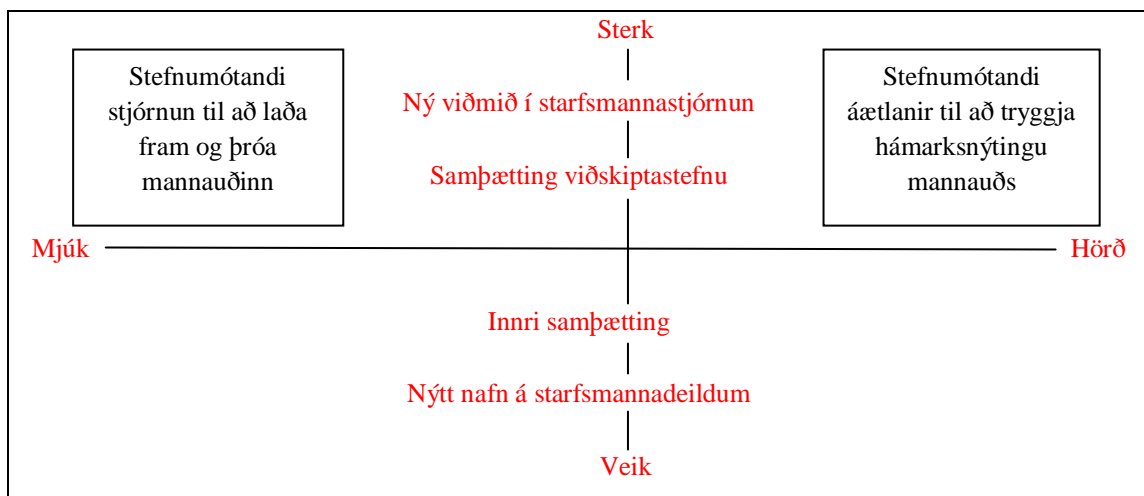 Sterk
Stefnumótandi
stjórnun til að laða
fram og þróa
mannauðinn
Ný viðmið í starfsmannastjórnun
Samþætting viðskiptastefnu
Stefnumótandi
áætlanir til að tryggja
hámarksnýtingu
mannauðs
Mjúk
Hörð
Innri samþætting
Nýtt nafn á starfsmannadeildum
Veik